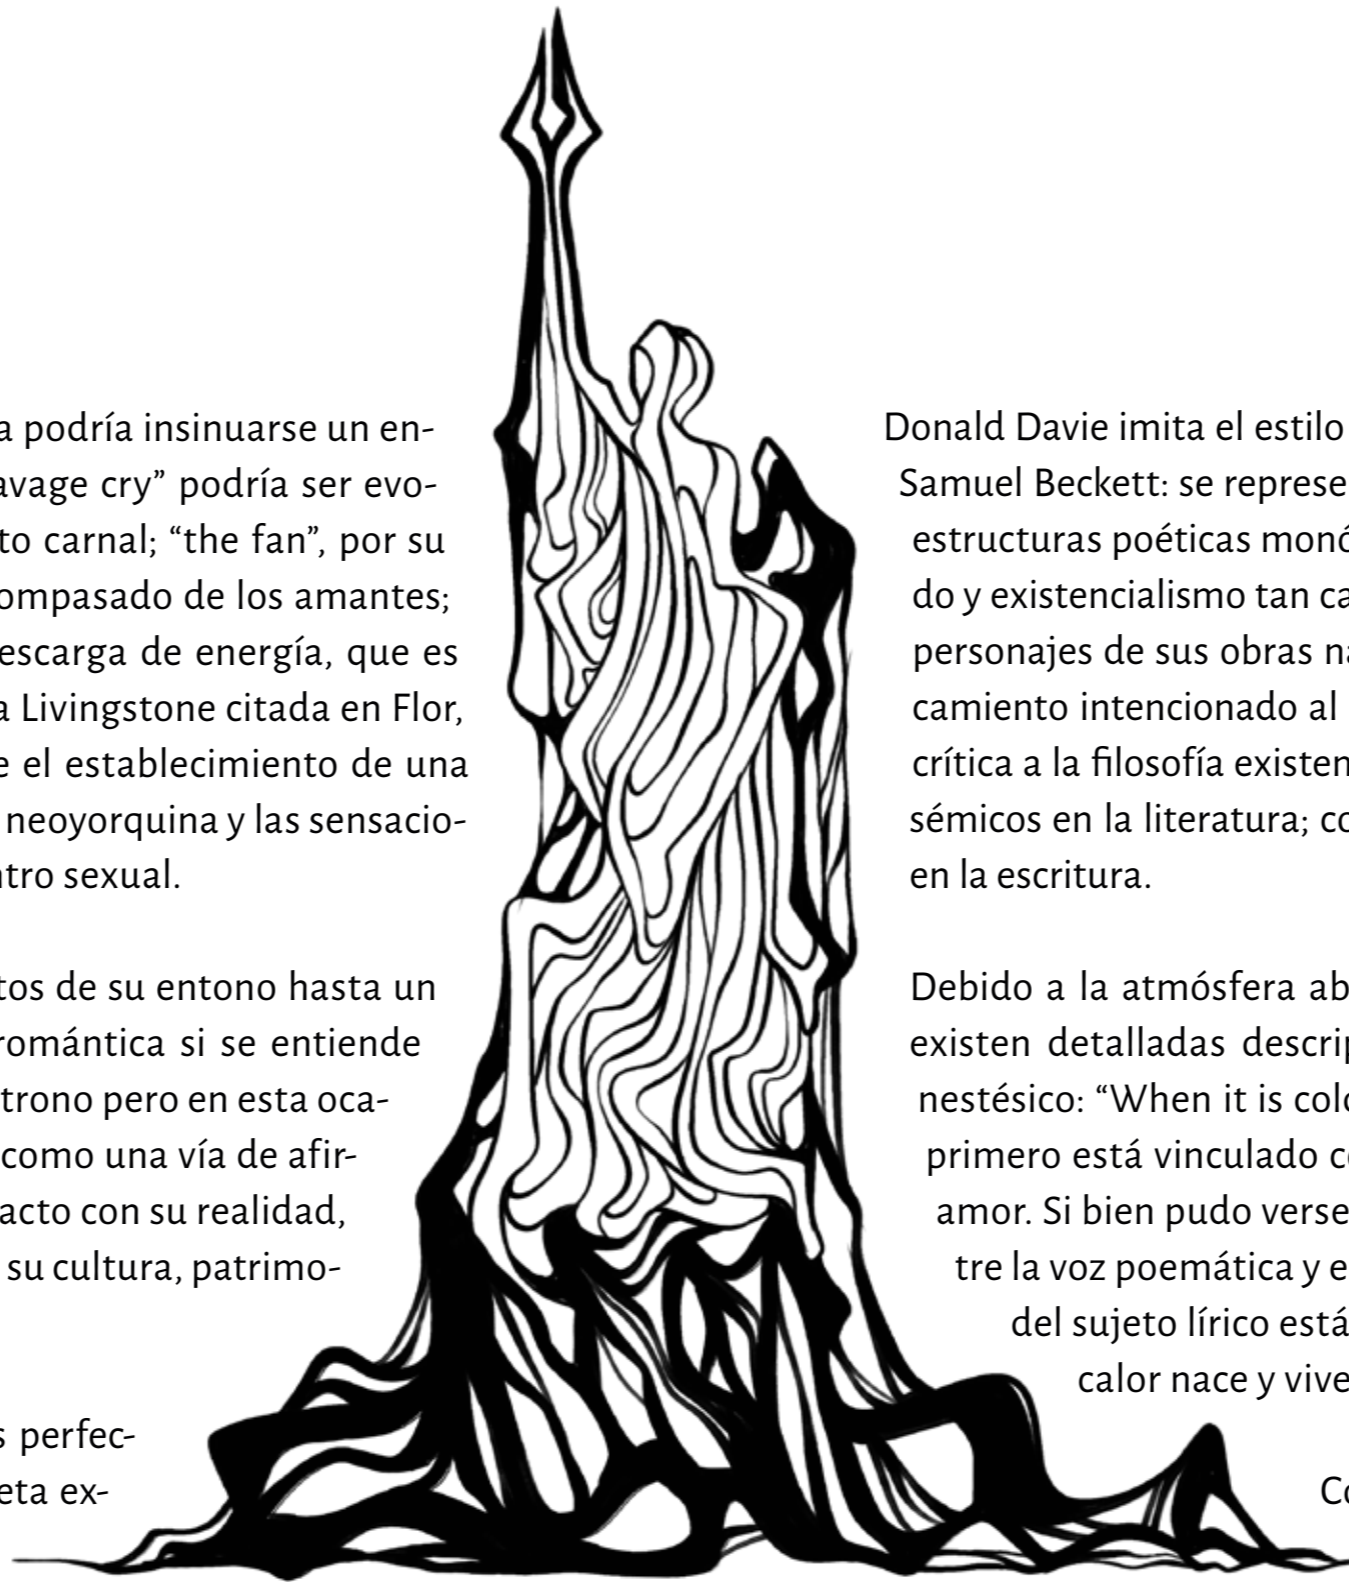 a podría insinuarse un en-
avage cry” podría ser evo-
to carnal; “the fan”, por su
ompasado de los amantes;
escarga de energía, que es
a Livingstone citada en Flor,
e el establecimiento de una
neoyorquina y las sensacio-
ntro sexual.
tos de su entono hasta un
romántica si se entiende
trono pero en esta oca-
como una vía de afir-
acto con su realidad,
su cultura, patrimo-
s perfec-
eta ex-
Donald Davie imita el estilo
Samuel Beckett: se represe
estructuras poéticas monó
do y existencialismo tan ca
personajes de sus obras na
camiento intencionado al
crítica a la filosofía existen
sémicos en la literatura; co
en la escritura.
Debido a la atmósfera ab
existen detalladas descrip
nestésico: “When it is cold
primero está vinculado co
amor. Si bien pudo verse
tre la voz poemática y e
del sujeto lírico está
calor nace y vive
Co